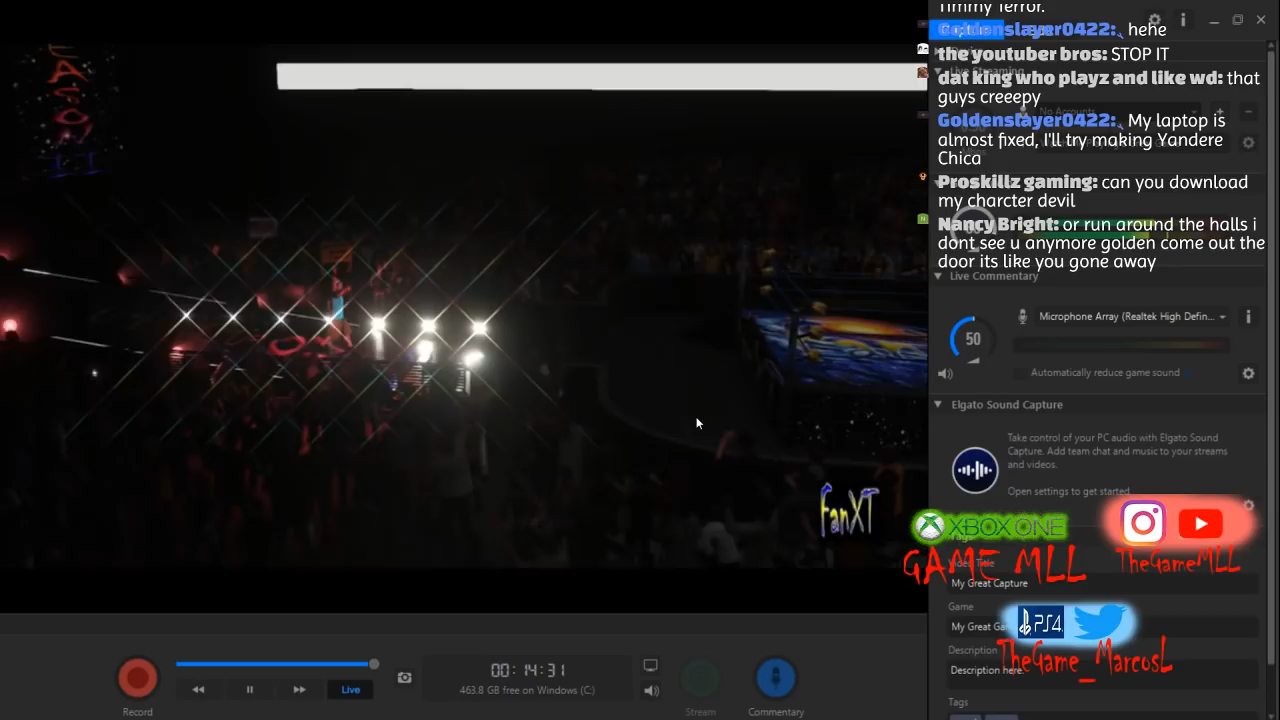 Timmy Terror.
Goldenslayer0422: hehe
the youtuber bros: STOP IT
dat king who playz and like wd: that
guys creeepy
Goldenslayer0422: My laptop is
almost fixed, I'll try making Yandere
Chica
Proskillz gaming: can you download
my charcter devil
Nancy Bright: or run around the halls i
dont see u anymore golden come out the
door its like you gone away
Live Streaming
No Accounts
Live Commentary
Microphone Array (Realtek High Defin...
50
Automatically reduce game sound
Elgato Sound Capture
Take control of your PC audio with Elgato Sound
Capture. Add team chat and music to your streams
and videos.
Open settings to get started.
FanXT
XBOX ONE
GAME MLL
TheGameMLL
Video Title
My Great Capture
Game
My Great Ga
PS4
TheGame_MarcosL
Description
Description here.
Tags
Record
Live
00:14:31
463.8 GB free on Windows (C:)
Stream
Commentary